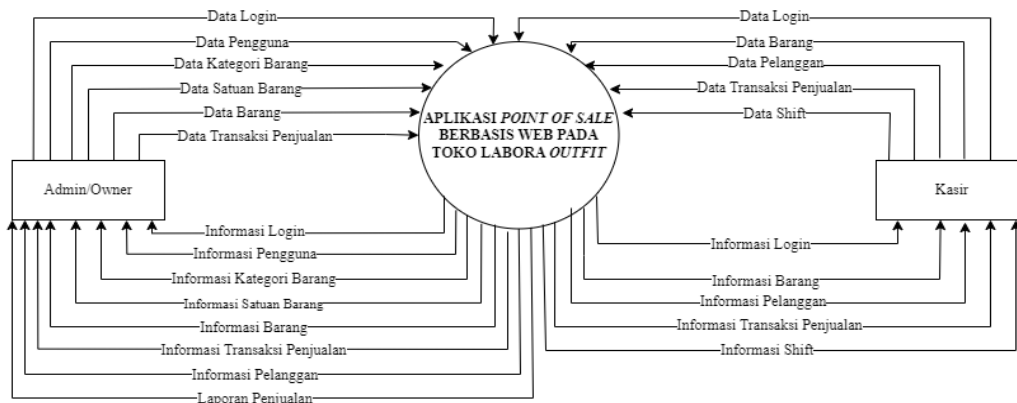 Data Login
Data Pengguna
Data Kategori Barang
Data Satuan Barang
Data Barang
Data Transaksi Penjualan
Data Login
Data Barang
Data Pelanggan
Data Transaksi Penjualan
Data Shift
APLIKASI POINT OF SALE
BERBASIS WEB PADA
TOKO LABORA OUTFIT
Admin/Owner
Kasir
Informasi Login
Informasi Pengguna
Informasi Kategori Barang
Informasi Satuan Barang
Informasi Barang
Informasi Transaksi Penjualan
Informasi Pelanggan
Laporan Penjualan
Informasi Login
Informasi Barang
Informasi Pelanggan
Informasi Transaksi Penjualan
Informasi Shift